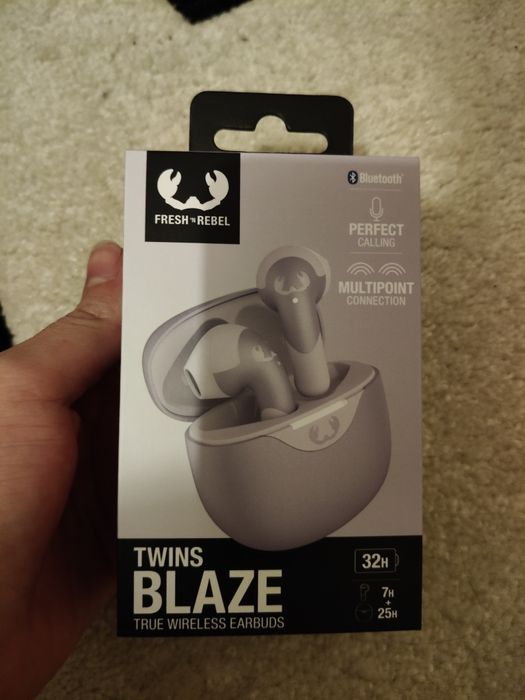 FRESH 'N REBEL
Bluetooth®
PERFECT
CALLING
MULTIPOINT
CONNECTION
TWINS
BLAZE
TRUE WIRELESS EARBUDS
32H
7H
+
25H